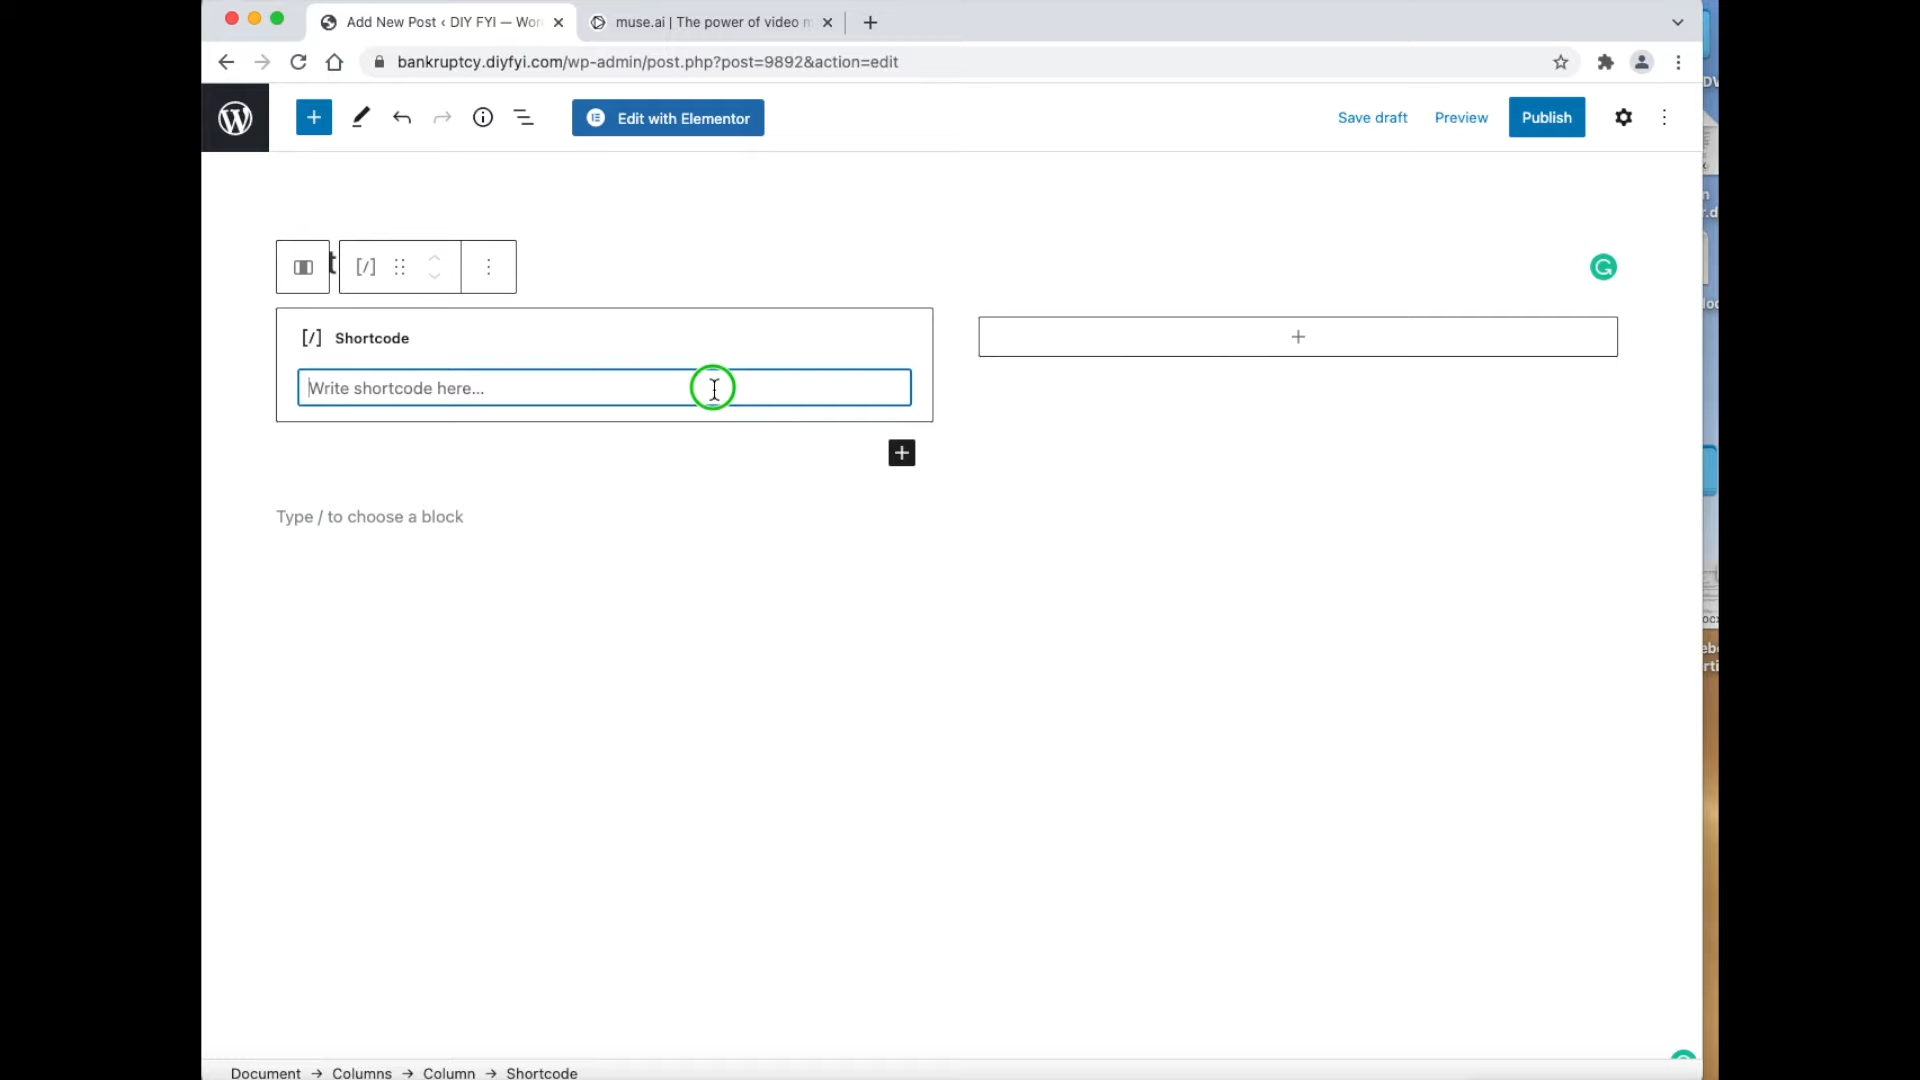 Add New Post ‹ DIY FYI — Wor
muse.ai | The power of video m
bankruptcy.diyfyi.com/wp-admin/post.php?post=9892&action=edit
Edit with Elementor
Save draft
Preview
Publish
t
[/]
[/] Shortcode
Write shortcode here...
Type / to choose a block
Document → Columns → Column → Shortcode